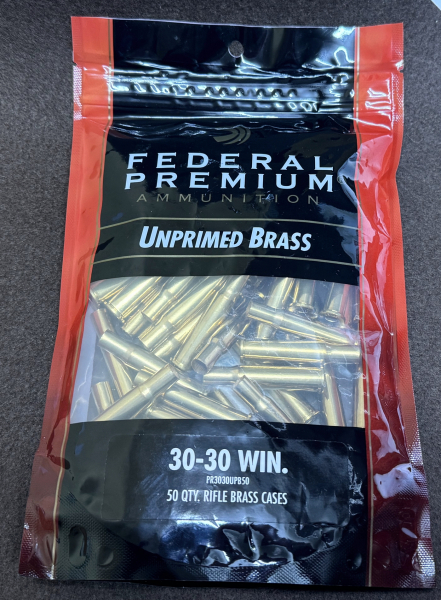 FEDERAL
PREMIUM
AMMUNITION
UNPRIMED BRASS
30-30 WIN.
PR3030UPB50
50 QTY. RIFLE BRASS CASES